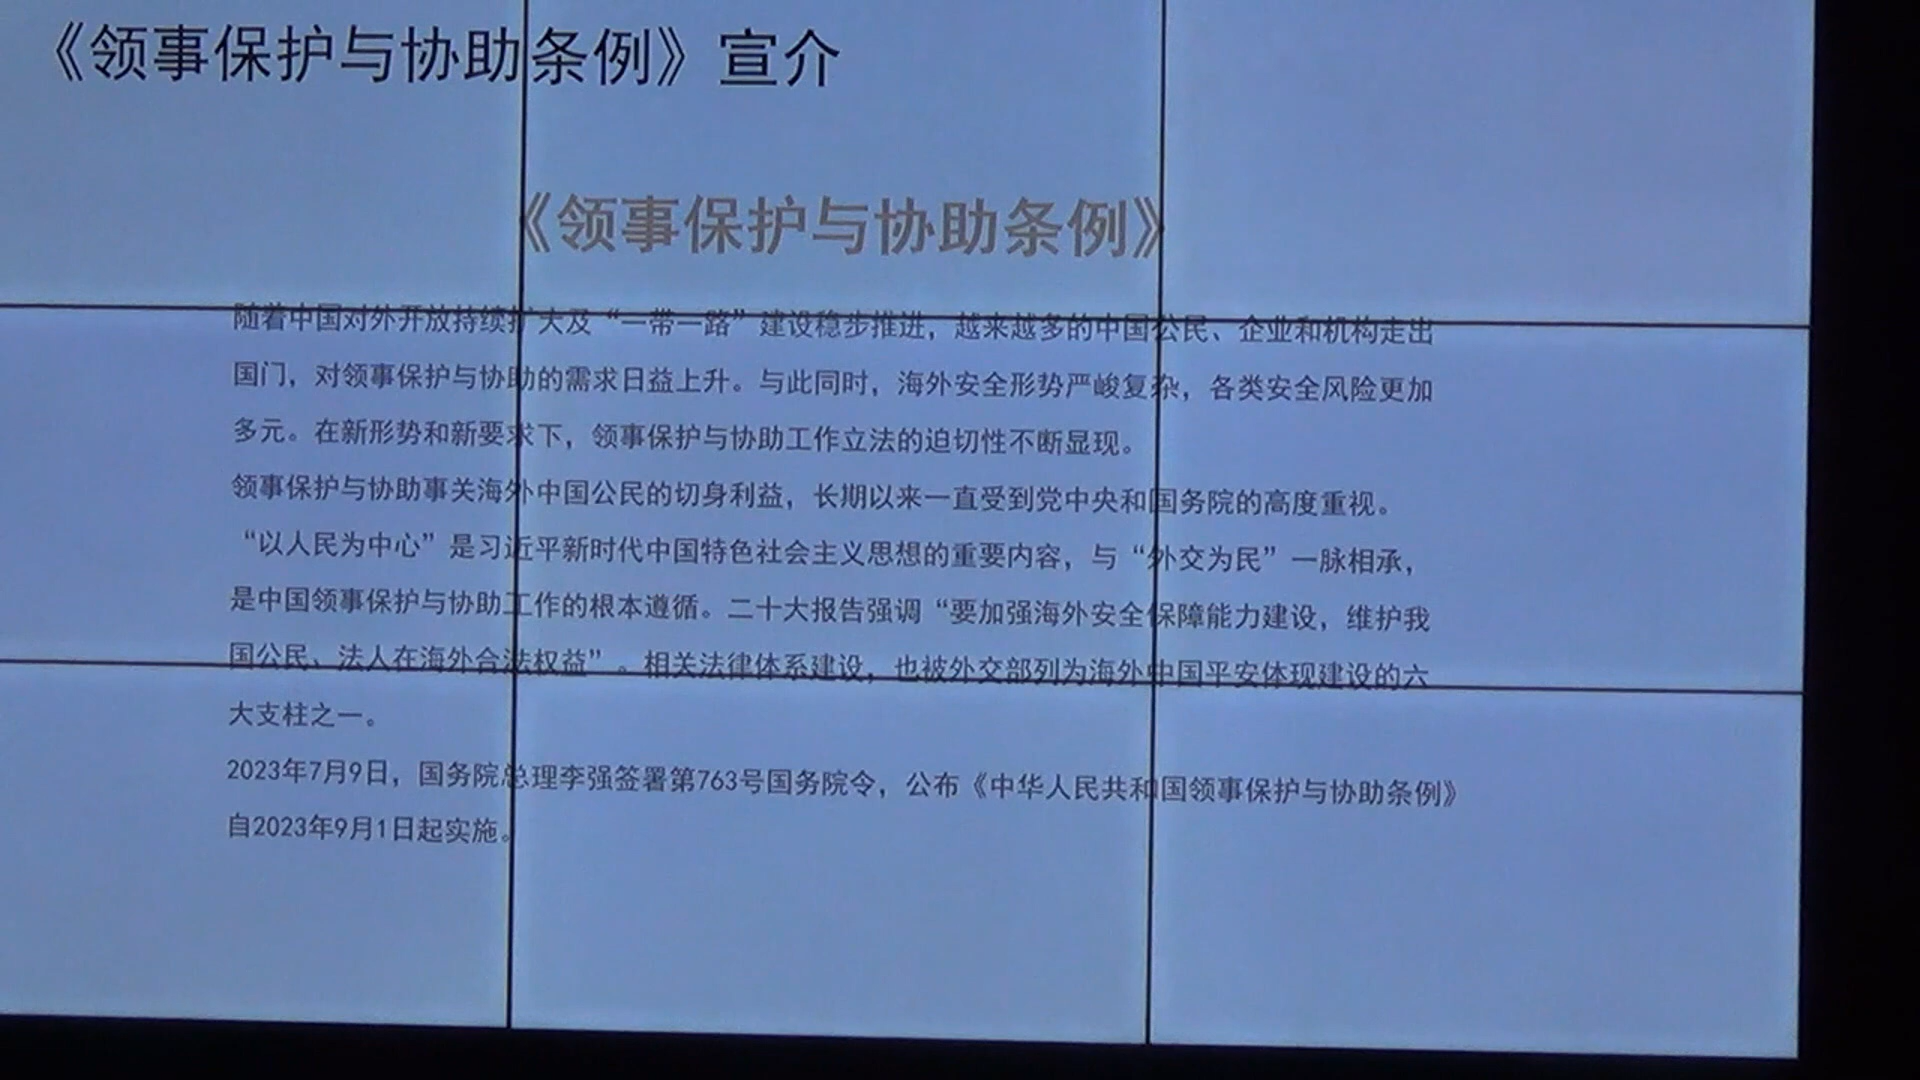 《领事保护与协助条例》宣介
《领事保护与协助条例》
随着中国对外开放持续扩大及“一带一路”建设稳步推进，越来越多的中国公民、企业和机构走出
国门，对领事保护与协助的需求日益上升。与此同时，海外安全形势严峻复杂，各类安全风险更加
多元。在新形势和新要求下，领事保护与协助工作立法的迫切性不断显现。
领事保护与协助事关海外中国公民的切身利益，长期以来一直受到党中央和国务院的高度重视。
“以人民为中心”是习近平新时代中国特色社会主义思想的重要内容，与“外交为民”一脉相承，
是中国领事保护与协助工作的根本遵循。二十大报告强调“要加强海外安全保障能力建设，维护我
国公民、法人在海外合法权益”。相关法律体系建设，也被外交部列为海外中国平安体现建设的六
大支柱之一。
2023年7月9日，国务院总理李强签署第763号国务院令，公布《中华人民共和国领事保护与协助条例》
自2023年9月1日起实施。